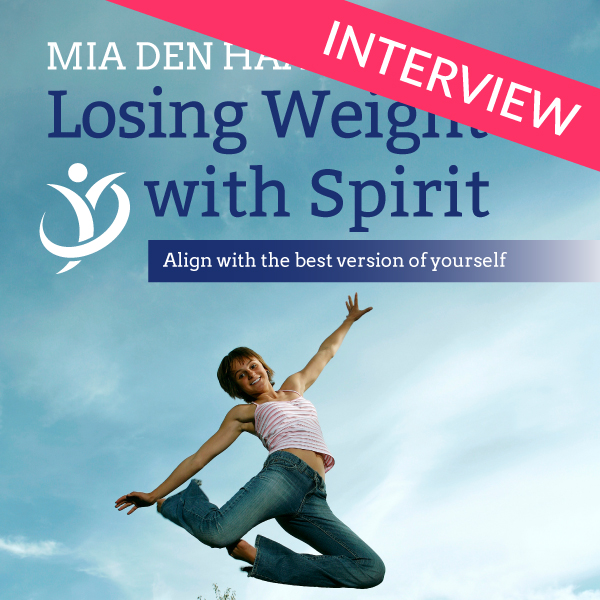 MIA DEN
INTERVIEW
Losing Weight
with Spirit
Align with the best version of yourself